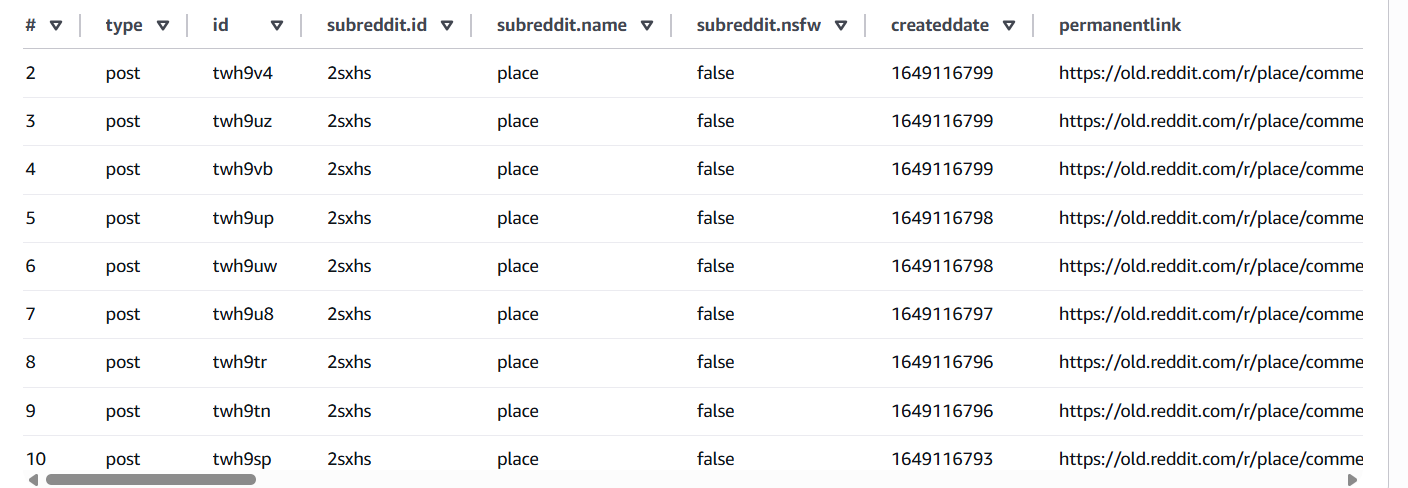 # type id subreddit.id subreddit.name subreddit.nsfw createddate permanentlink
2 post twh9v4 2sxhs place false 1649116799 https://old.reddit.com/r/place/comme
3 post twh9uz 2sxhs place false 1649116799 https://old.reddit.com/r/place/comme
4 post twh9vb 2sxhs place false 1649116799 https://old.reddit.com/r/place/comme
5 post twh9up 2sxhs place false 1649116798 https://old.reddit.com/r/place/comme
6 post twh9uw 2sxhs place false 1649116798 https://old.reddit.com/r/place/comme
7 post twh9u8 2sxhs place false 1649116797 https://old.reddit.com/r/place/comme
8 post twh9tr 2sxhs place false 1649116796 https://old.reddit.com/r/place/comme
9 post twh9tn 2sxhs place false 1649116796 https://old.reddit.com/r/place/comme
10 post twh9sp 2sxhs place false 1649116793 https://old.reddit.com/r/place/comme